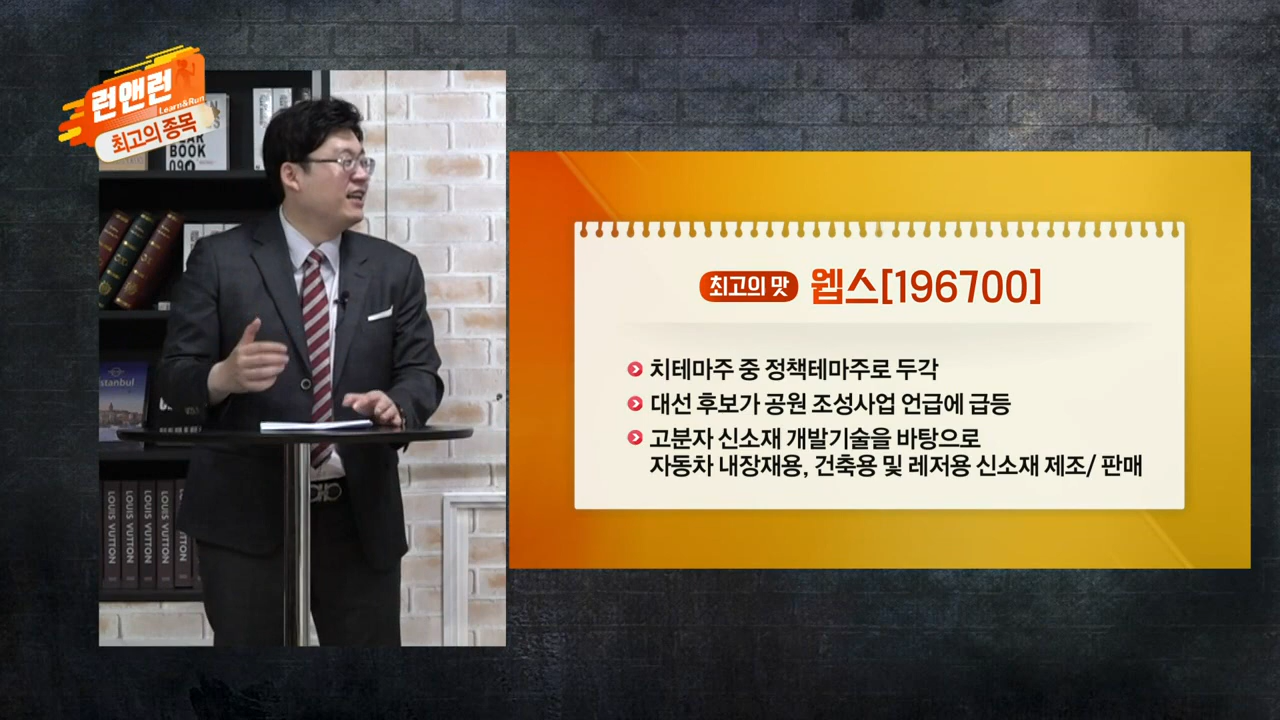 런앤런
Learn&Run
최고의 종목
BOOK
090
stanbul
LOUIS VUITTON
LOUIS VUITTON
LOUIS VUITTON
LOUIS VUITTON
최고의 맛 웹스[196700]
치테마주 중 정책테마주로 두각
대선 후보가 공원 조성사업 언급에 급등
고분자 신소재 개발기술을 바탕으로
자동차 내장재용, 건축용 및 레저용 신소재 제조/ 판매